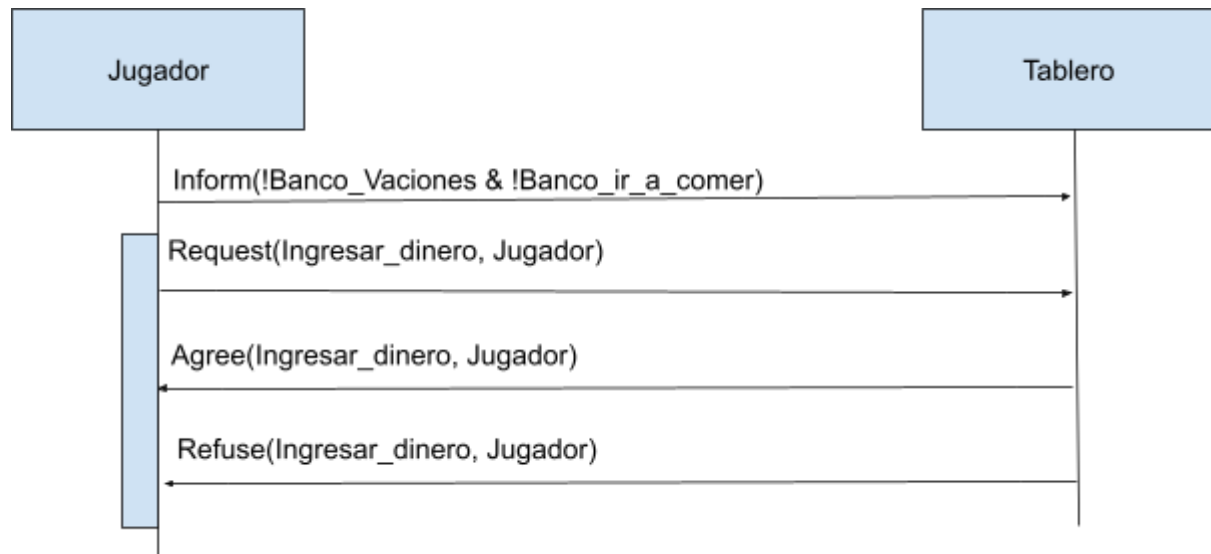 Jugador
Tablero
Inform(!Banco_Vaciones & !Banco_ir_a_comer)
Request(Ingresar_dinero, Jugador)
Agree(Ingresar_dinero, Jugador)
Refuse(Ingresar_dinero, Jugador)